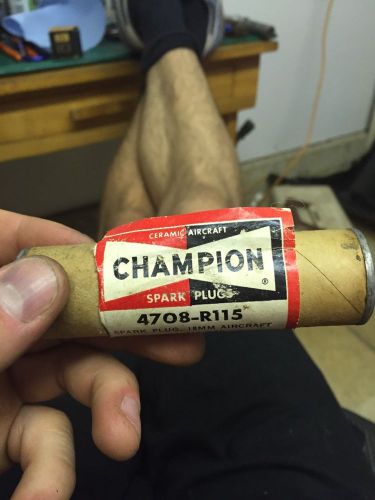 CERAMIC AIRCRAFT
CHAMPION
®
SPARK PLUGS
4708-R115
SPARK PLUG, 18MM AIRCRAFT